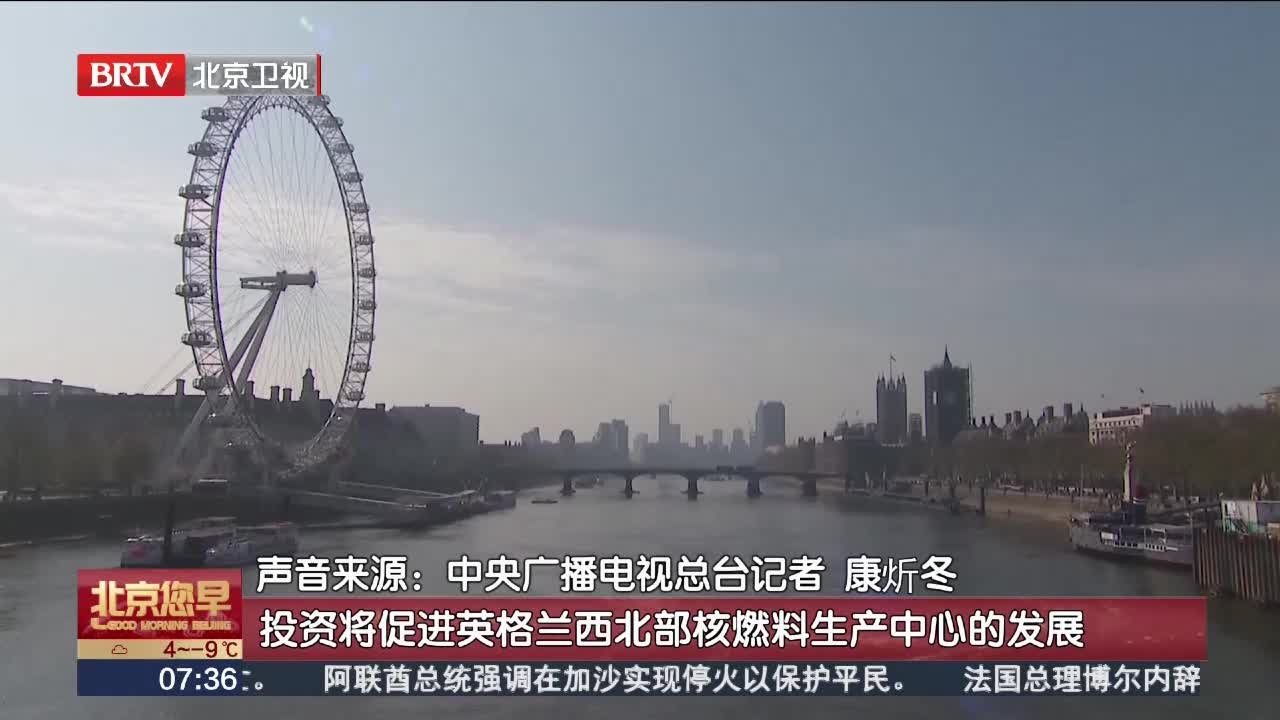 BRTV 北京卫视
声音来源：中央广播电视总台记者 康炘冬
北京您早
GOOD MORNING BEIJING
投资将促进英格兰西北部核燃料生产中心的发展
4~-9℃
07:36
。 阿联酋总统强调在加沙实现停火以保护平民。 法国总理博尔内辞